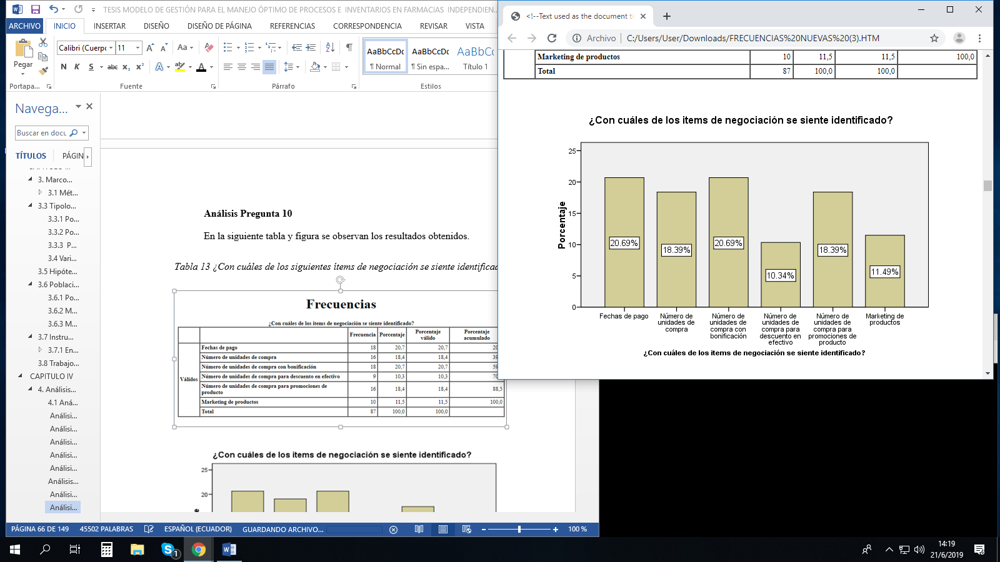 TESIS MODELO DE GESTIÓN PARA EL MANEJO ÓPTIMO DE PROCESOS E INVENTARIOS EN FARMACIAS INDEPENDIEN...
ARCHIVO INICIO INSERTAR DISEÑO DISEÑO DE PÁGINA REFERENCIAS CORRESPONDENCIA REVISAR VISTA
Pegar
Calibri (Cuerpo 11
Aa
N K S abc x₂ x² A ab A
AaBbCcDc AaBbCcDc AaBbCc
¶ Normal ¶ Sin espa... Título 1
Portapa... Fuente Párrafo Estilos
Navega...
Buscar en docu
TÍTULOS PÁGIN
3. Marco...
3.1 Mét...
3.3 Tipolo...
3.3.1 Po...
3.3.2 Po...
3.3.3 P...
3.4 Vari...
3.5 Hipóte...
3.6 Poblaci...
3.6.1 Po...
3.6.2 M...
3.6.3 M...
3.7 Instru...
3.7.1 En...
3.8 Trabajo...
CAPITULO IV
4. Análisis...
4.1 Aná...
Análisi...
Análisi...
Análisi...
Análisi...
Análisi...
Análisis...
Análisi...
Análisi...
Análisis Pregunta 10
En la siguiente tabla y figura se observan los resultados obtenidos.
Tabla 13 ¿Con cuáles de los siguientes ítems de negociación se siente identificad
Frecuencias
¿Con cuáles de los items de negociación se siente identificado?
Frecuencia Porcentaje Porcentaje válido Porcentaje acumulado
Válidos
Fechas de pago 18 20,7 20,7 20
Número de unidades de compra 16 18,4 18,4 39
Número de unidades de compra con bonificación 18 20,7 20,7 59
Número de unidades de compra para descuento en efectivo 9 10,3 10,3 70
Número de unidades de compra para promociones de producto 16 18,4 18,4 88,5
Marketing de productos 10 11,5 11,5 100,0
Total 87 100,0 100,0
¿Con cuáles de los items de negociación se siente identificado?
25
20
PÁGINA 66 DE 149 45502 PALABRAS ESPAÑOL (ECUADOR) GUARDANDO ARCHIVO... 100 %
<!--Text used as the document ti
Archivo C:/Users/User/Downloads/FRECUENCIAS%20NUEVAS%20(3).HTM
Marketing de productos 10 11,5 11,5 100,0
Total 87 100,0 100,0
¿Con cuáles de los items de negociación se siente identificado?
Porcentaje
25
20
15
10
5
0
20.69% 18.39% 20.69% 10.34% 18.39% 11.49%
Fechas de pago
Número de unidades de compra
Número de unidades de compra con bonificación
Número de unidades de compra para descuento en efectivo
Número de unidades de compra para promociones de producto
Marketing de productos
¿Con cuáles de los items de negociación se siente identificado?
1
14:19
21/6/2019